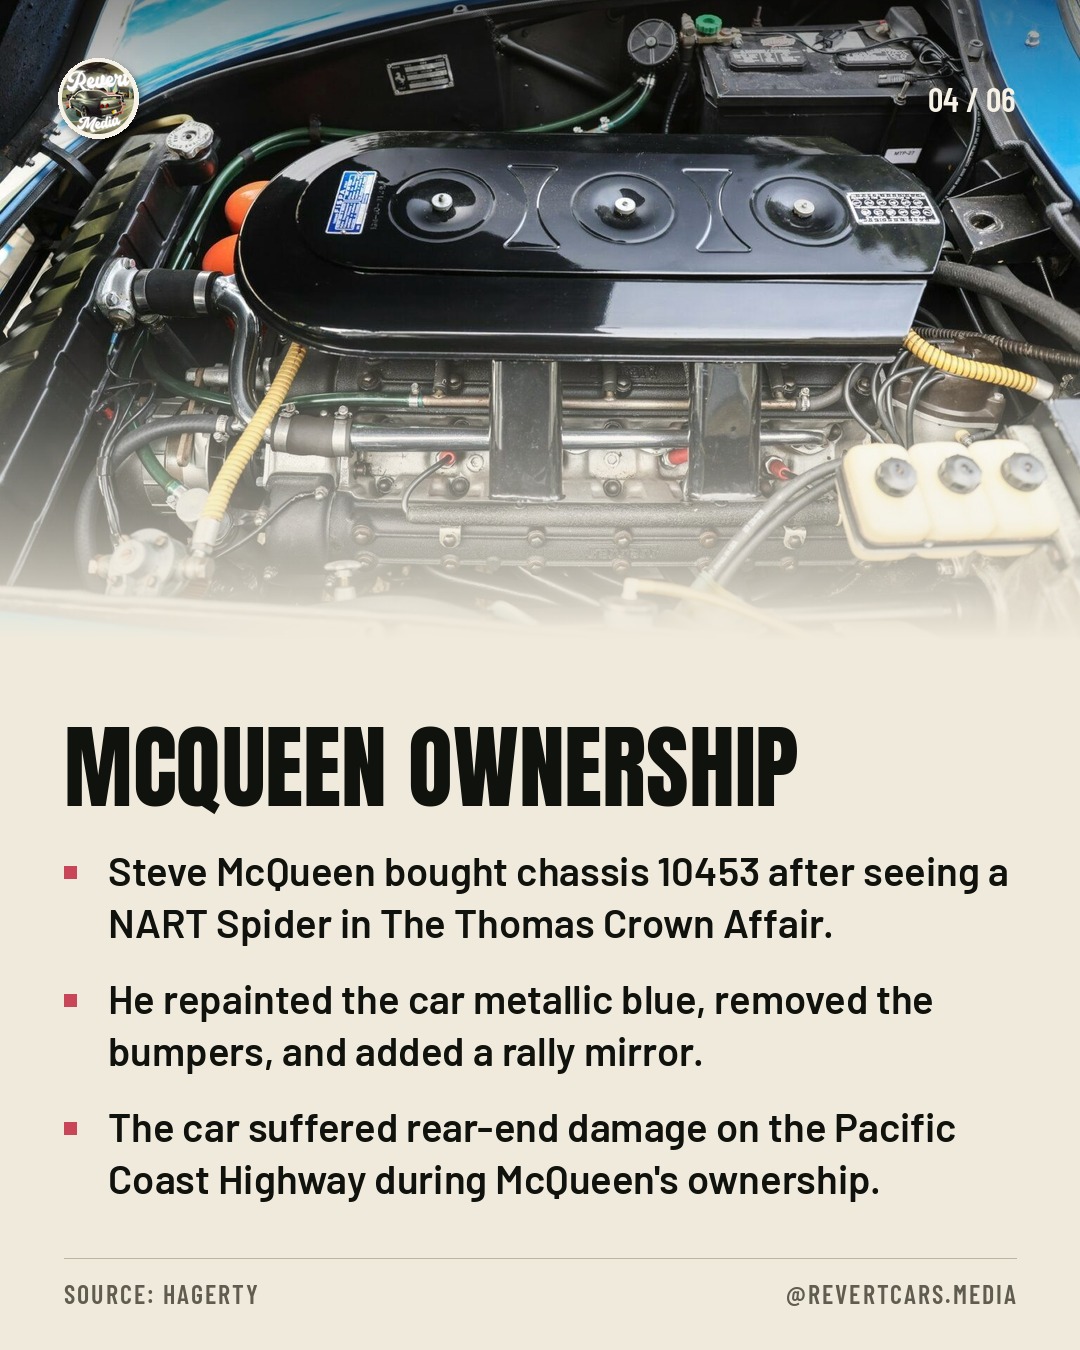 Revert
Media
04 / 06
MCQUEEN OWNERSHIP
Steve McQueen bought chassis 10453 after seeing a
NART Spider in The Thomas Crown Affair.
He repainted the car metallic blue, removed the
bumpers, and added a rally mirror.
The car suffered rear-end damage on the Pacific
Coast Highway during McQueen's ownership.
SOURCE: HAGERTY
@REVERTCARS.MEDIA